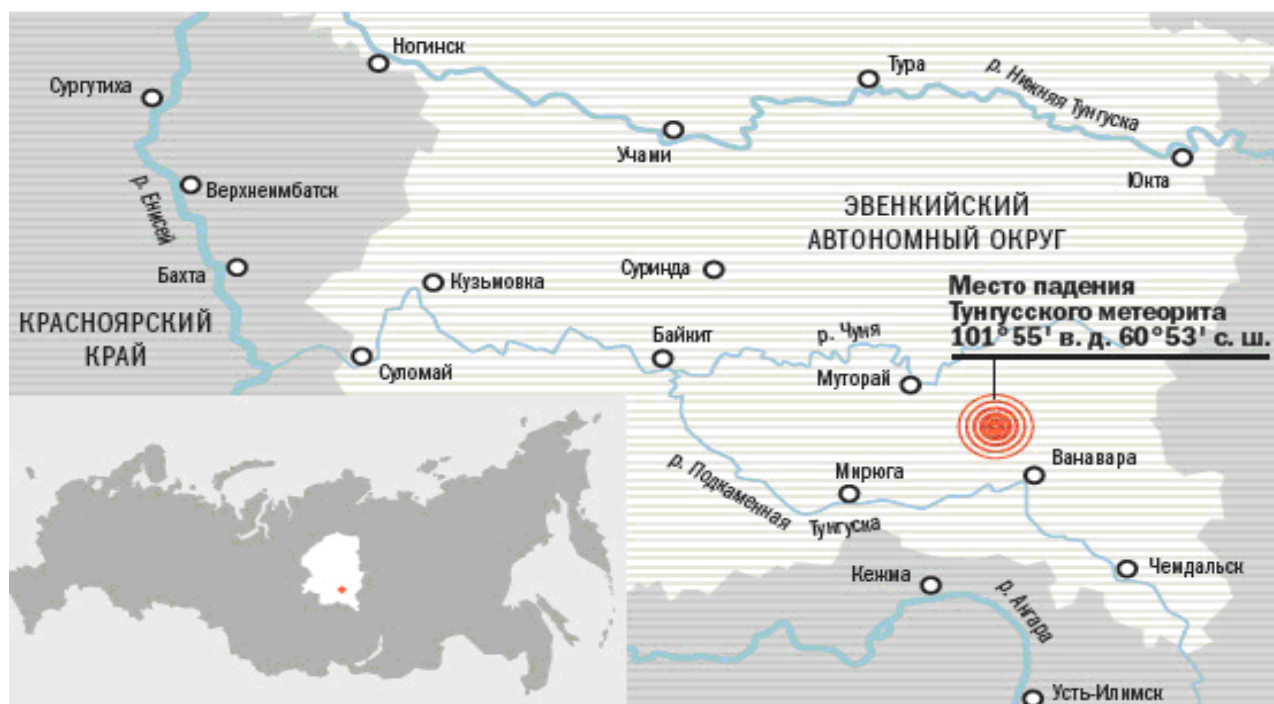 Ногинск
Тура
р. Нижняя Тунгуска
Сургутиха
Учами
Юкта
р. Енисей
Верхнеимбатск
ЭВЕНКИЙСКИЙ
АВТОНОМНЫЙ ОКРУГ
Бахта
Кузьмовка
Суринда
Место падения
Тунгусского метеорита
101°55' в. д. 60°53' с. ш.
КРАСНОЯРСКИЙ
КРАЙ
Байкит
р. Чуня
Суломай
Муторай
р. Подкаменная
Тунгуска
Мирюга
Ванавара
Кежма
р. Ангара
Чемдальск
Усть-Илимск